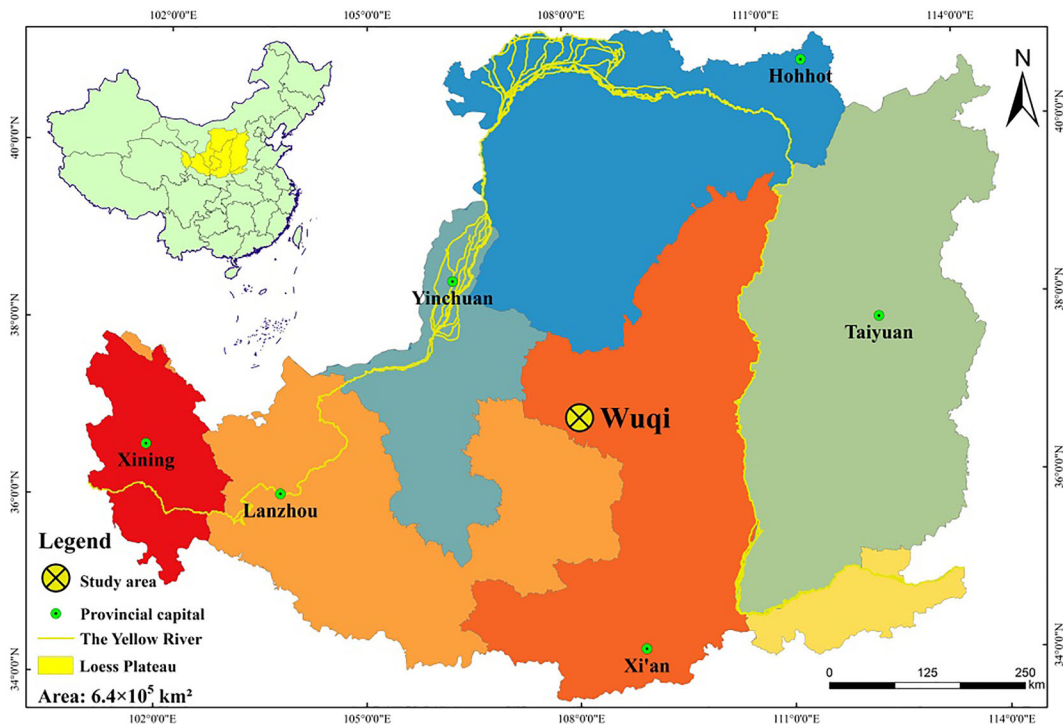 102°0'0"E 105°0'0"E 108°0'0"E 111°0'0"E 114°0'0"E
N
Hohhot
40°0'0"N
40°0'0"N
Yinchuan
38°0'0"N
38°0'0"N
Taiyuan
Wuqi
Xining
36°0'0"N
36°0'0"N
Lanzhou
Legend
Study area
Provincial capital
The Yellow River
Loess Plateau
Area: 6.4×10⁵ km²
Xi'an
34°0'0"N
34°0'0"N
0 125 250
km
102°0'0"E 105°0'0"E 108°0'0"E 111°0'0"E 114°0'0"E